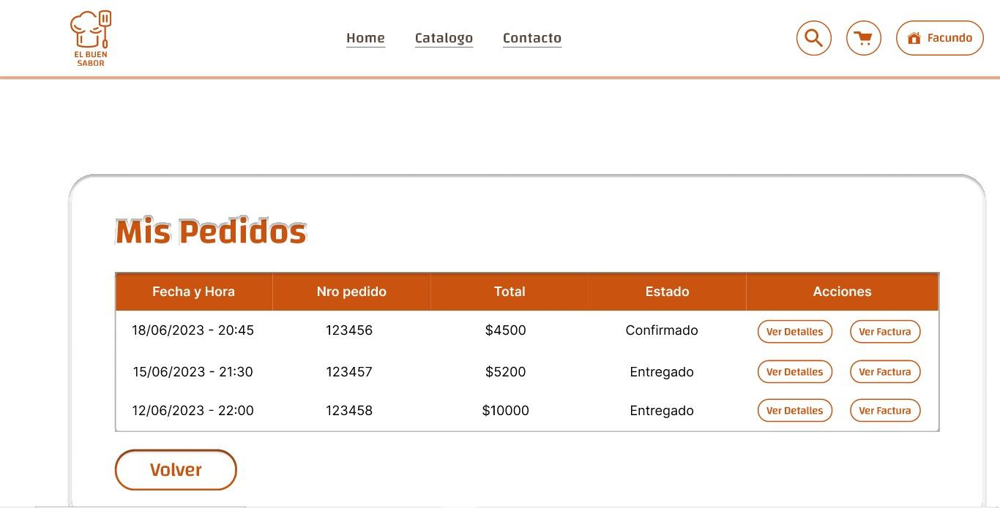 EL BUEN
SABOR
Home Catalogo Contacto
Facundo
Mis Pedidos
Fecha y Hora Nro pedido Total Estado Acciones
18/06/2023 - 20:45 123456 $4500 Confirmado Ver Detalles Ver Factura
15/06/2023 - 21:30 123457 $5200 Entregado Ver Detalles Ver Factura
12/06/2023 - 22:00 123458 $10000 Entregado Ver Detalles Ver Factura
Volver